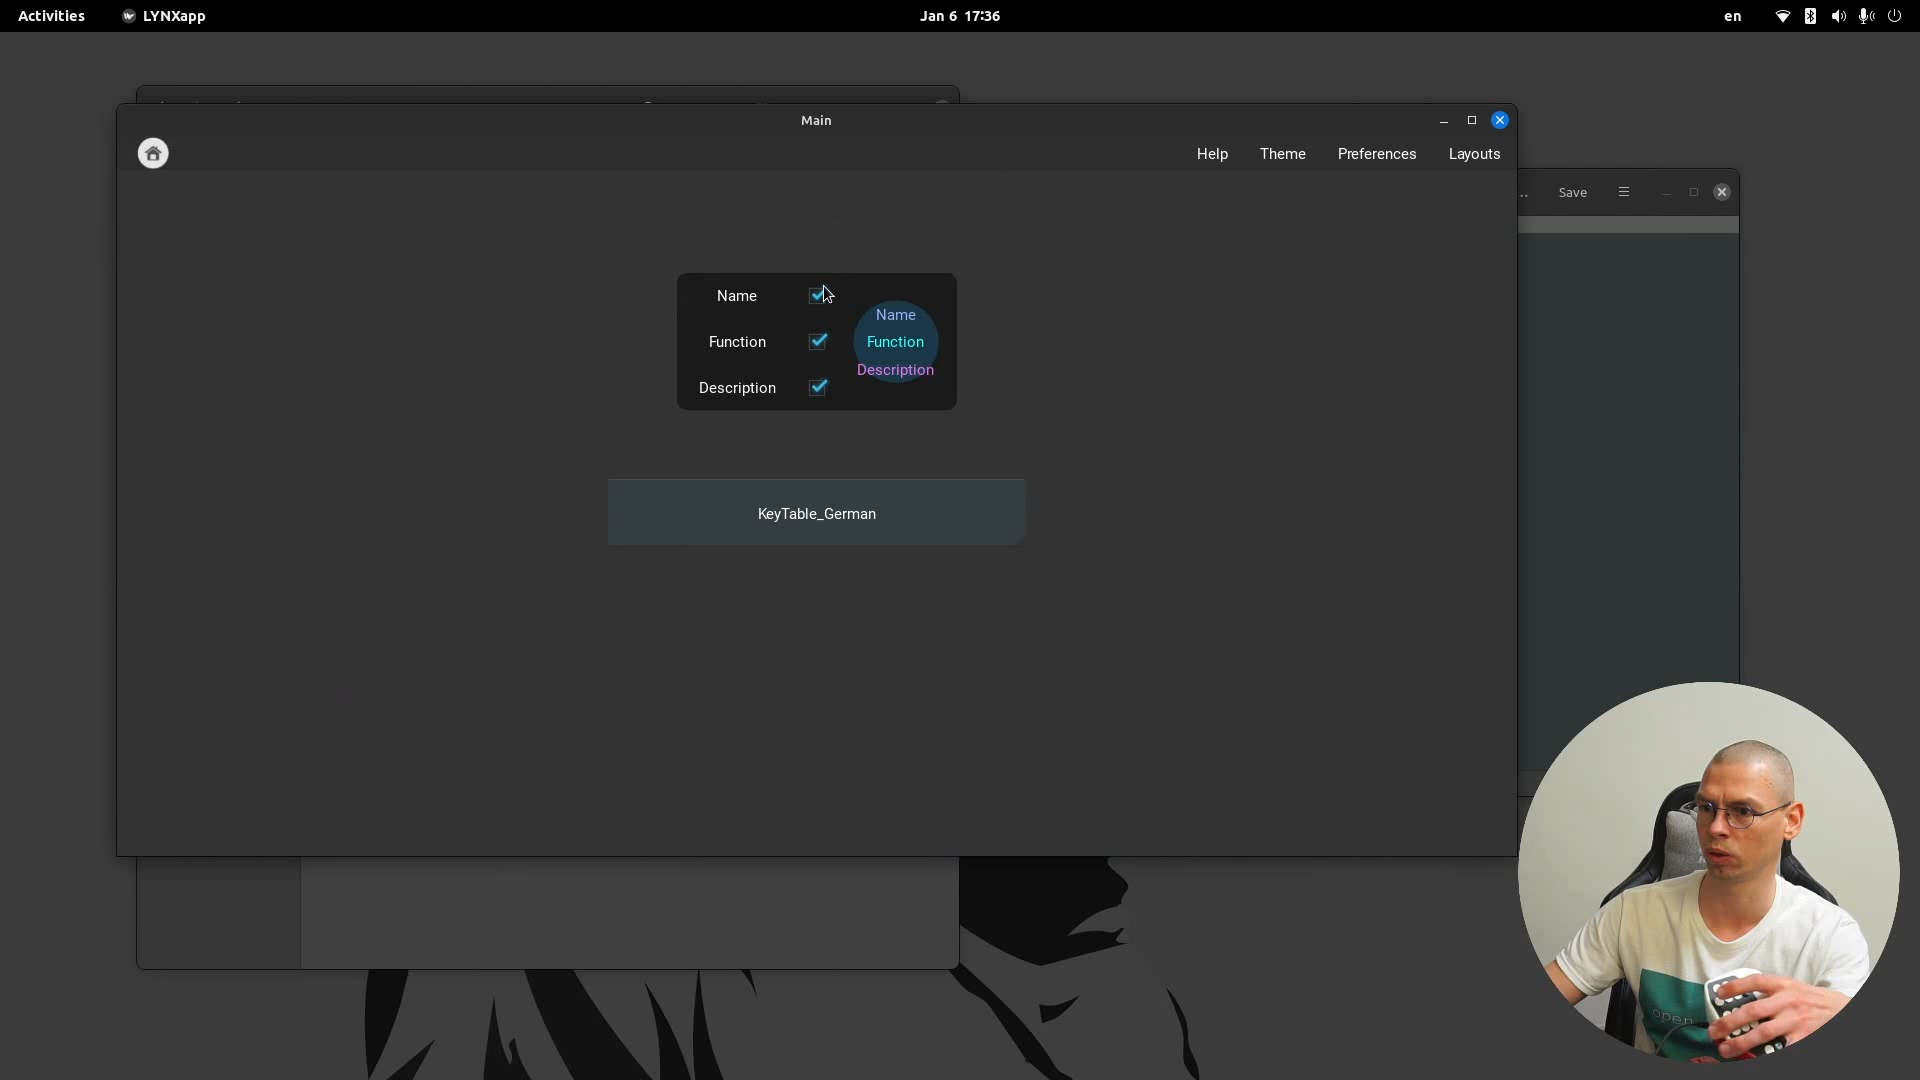 Activities LYNXapp Jan 6 17:36 en
Main
Help Theme Preferences Layouts
Save
Name
Function
Description
Name
Function
Description
KeyTable_German
open